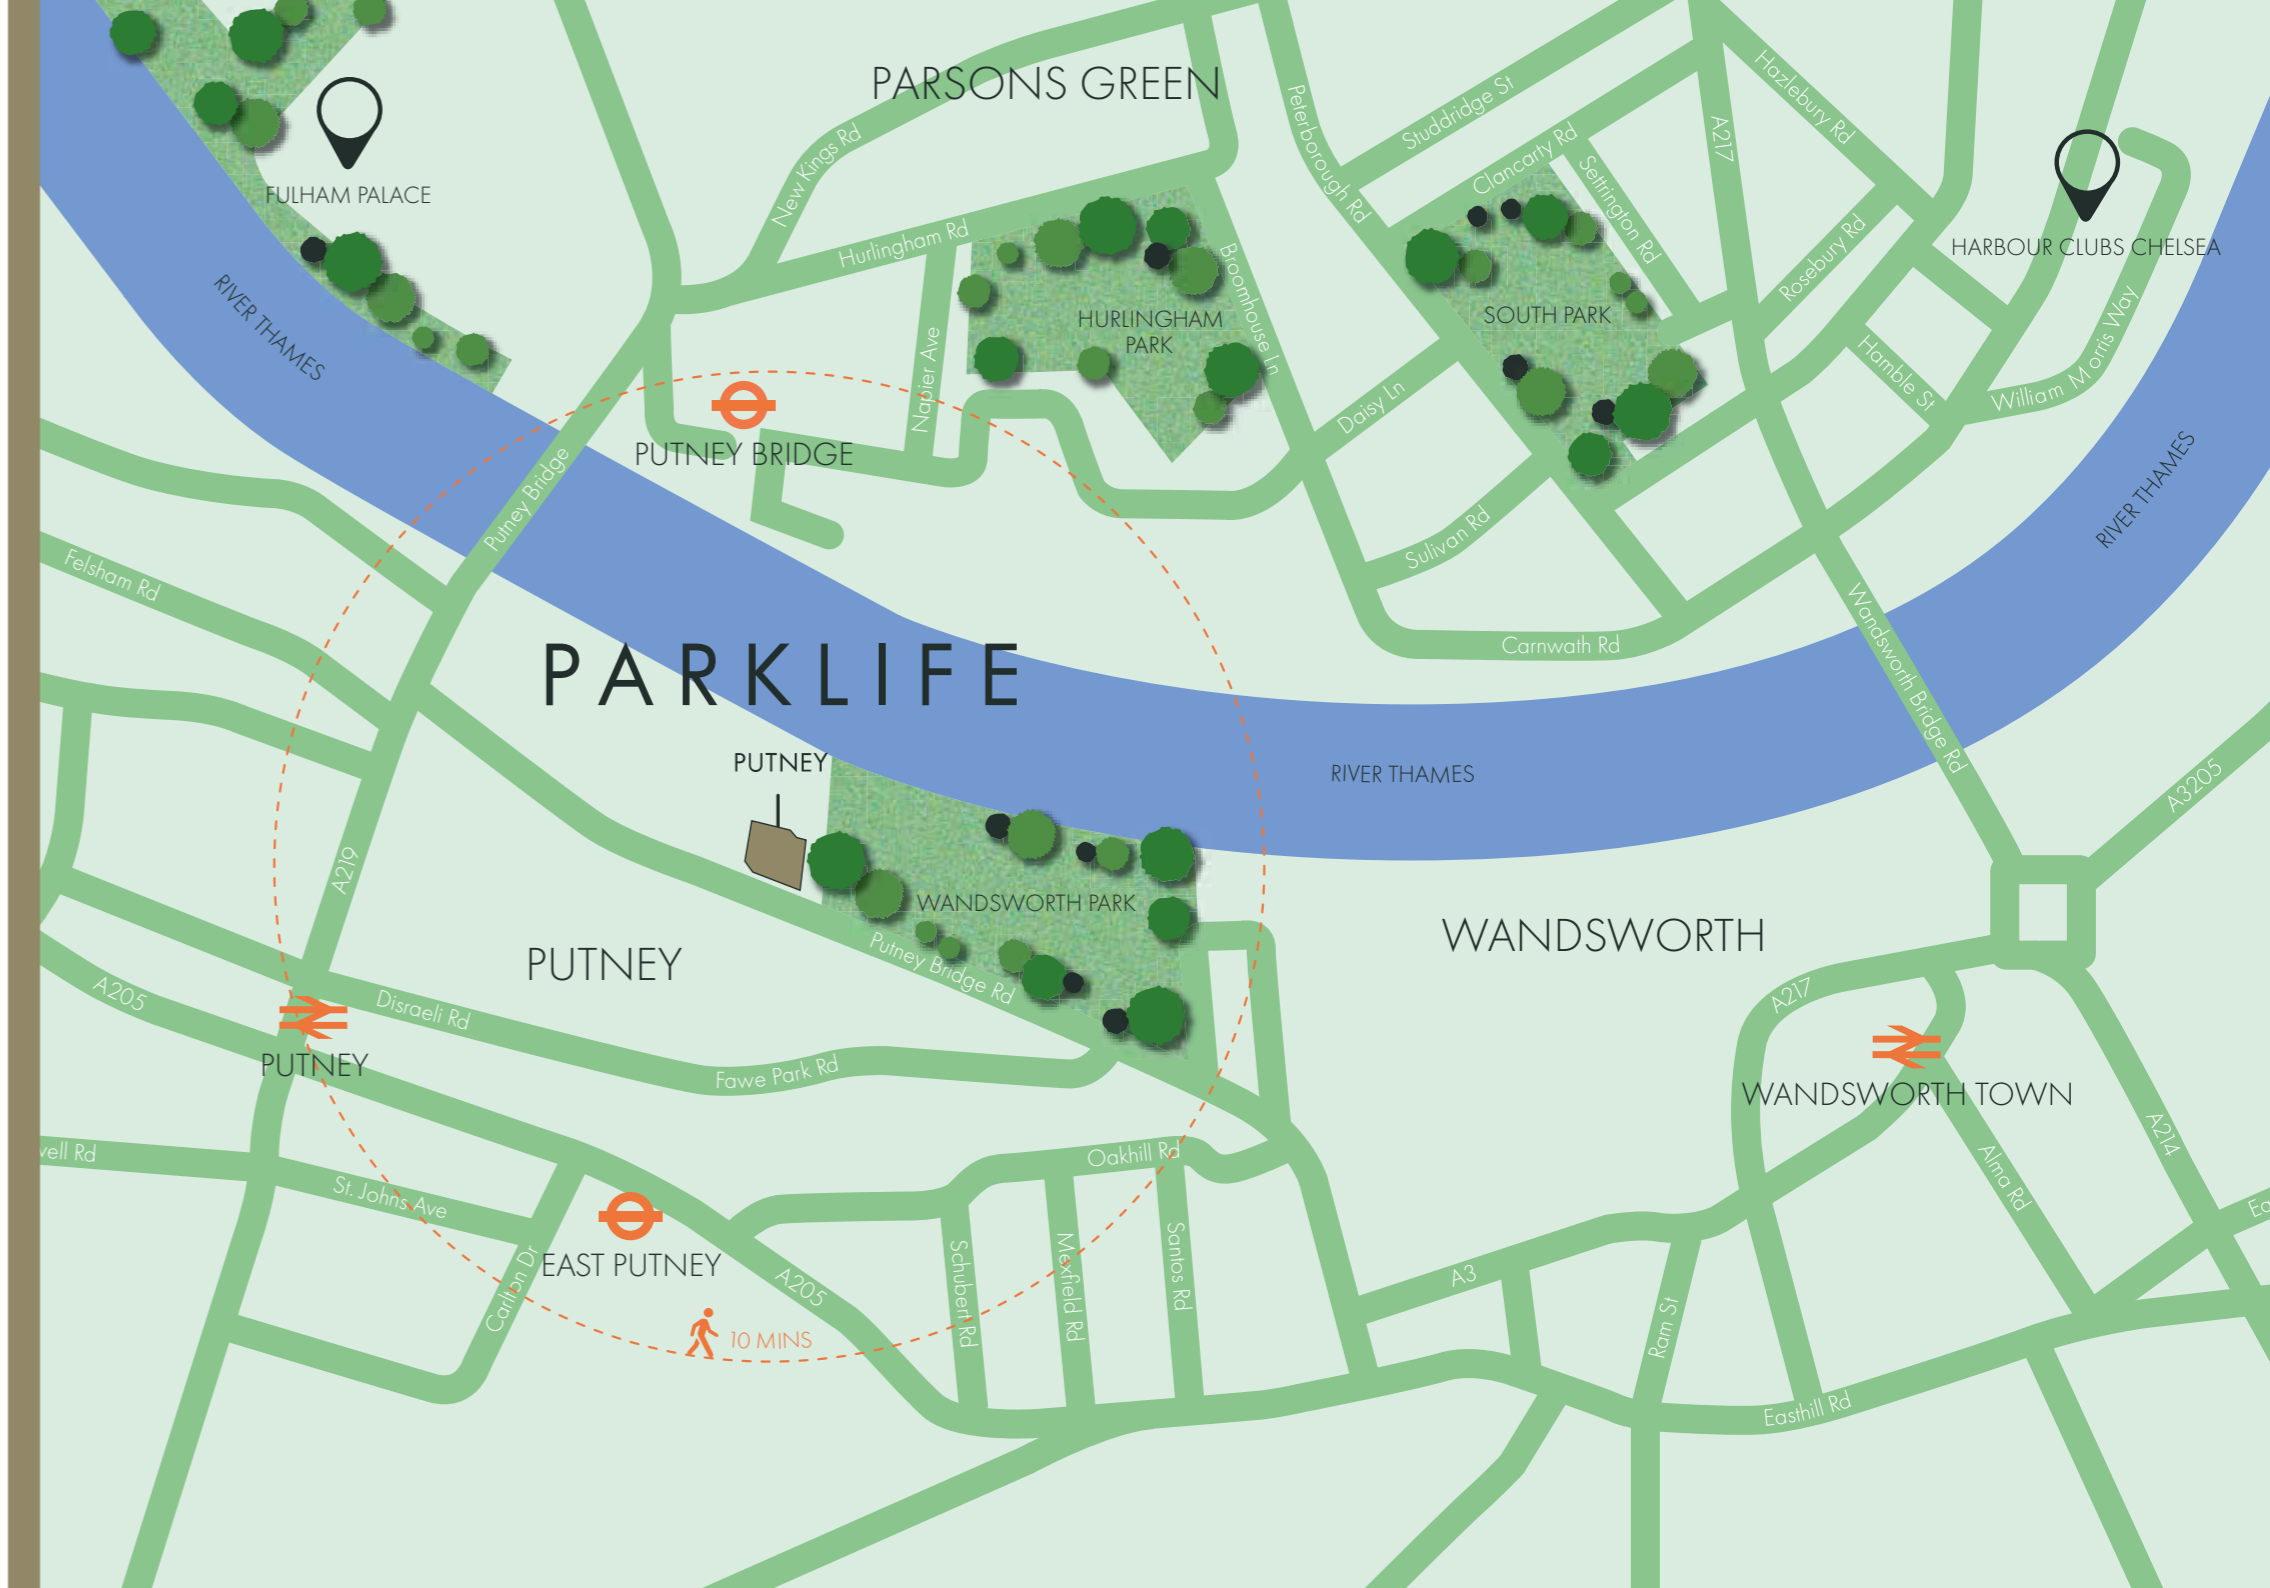 PARSONS GREEN
Hazlebury Rd
Peterborough Rd
Studdridge St
A217
Clancarty Rd
New Kings Rd
Settrington Rd
FULHAM PALACE
Hurlingham Rd
Rosebury Rd
HARBOUR CLUBS CHELSEA
Broomhouse Ln
RIVER THAMES
HURLINGHAM
PARK
SOUTH PARK
William Morris Way
Napier Ave
Hamble St
Daisy Ln
PUTNEY BRIDGE
Putney Bridge
RIVER THAMES
Sulivan Rd
Felsham Rd
Carnwath Rd
Wandsworth Bridge Rd
PARKLIFE
PUTNEY
RIVER THAMES
A3205
A219
WANDSWORTH PARK
WANDSWORTH
PUTNEY
Putney Bridge Rd
A205
Disraeli Rd
A217
PUTNEY
Fawe Park Rd
WANDSWORTH TOWN
A214
vell Rd
Oakhill Rd
St. Johns Ave
Alma Rd
Ea
EAST PUTNEY
Carlton Dr
A205
Schubert Rd
Mexfield Rd
Santos Rd
A3
Ram St
10 MINS
Easthill Rd